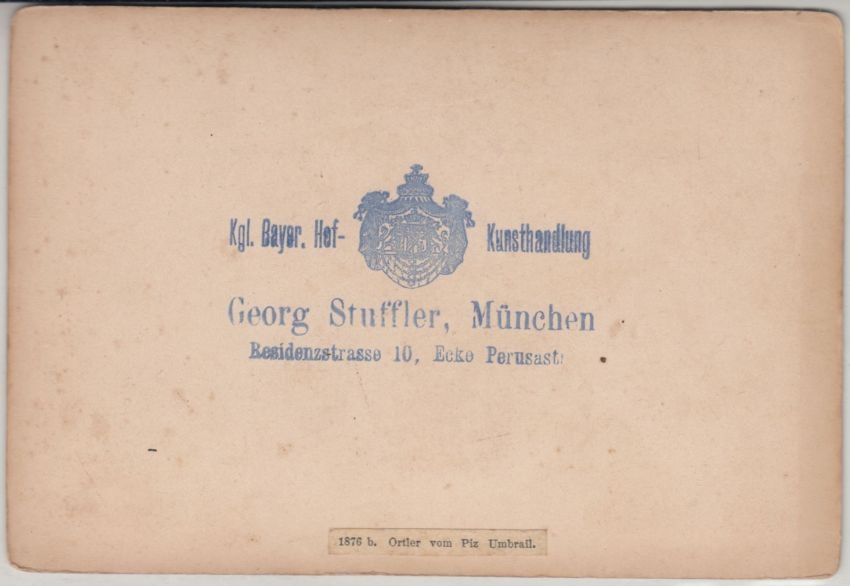 Kgl. Bayer. Hof- Kunsthandlung
Georg Stuffler, München
Residenzstrasse 10, Ecke Perusastr
1876 b. Ortler vom Piz Umbrail.